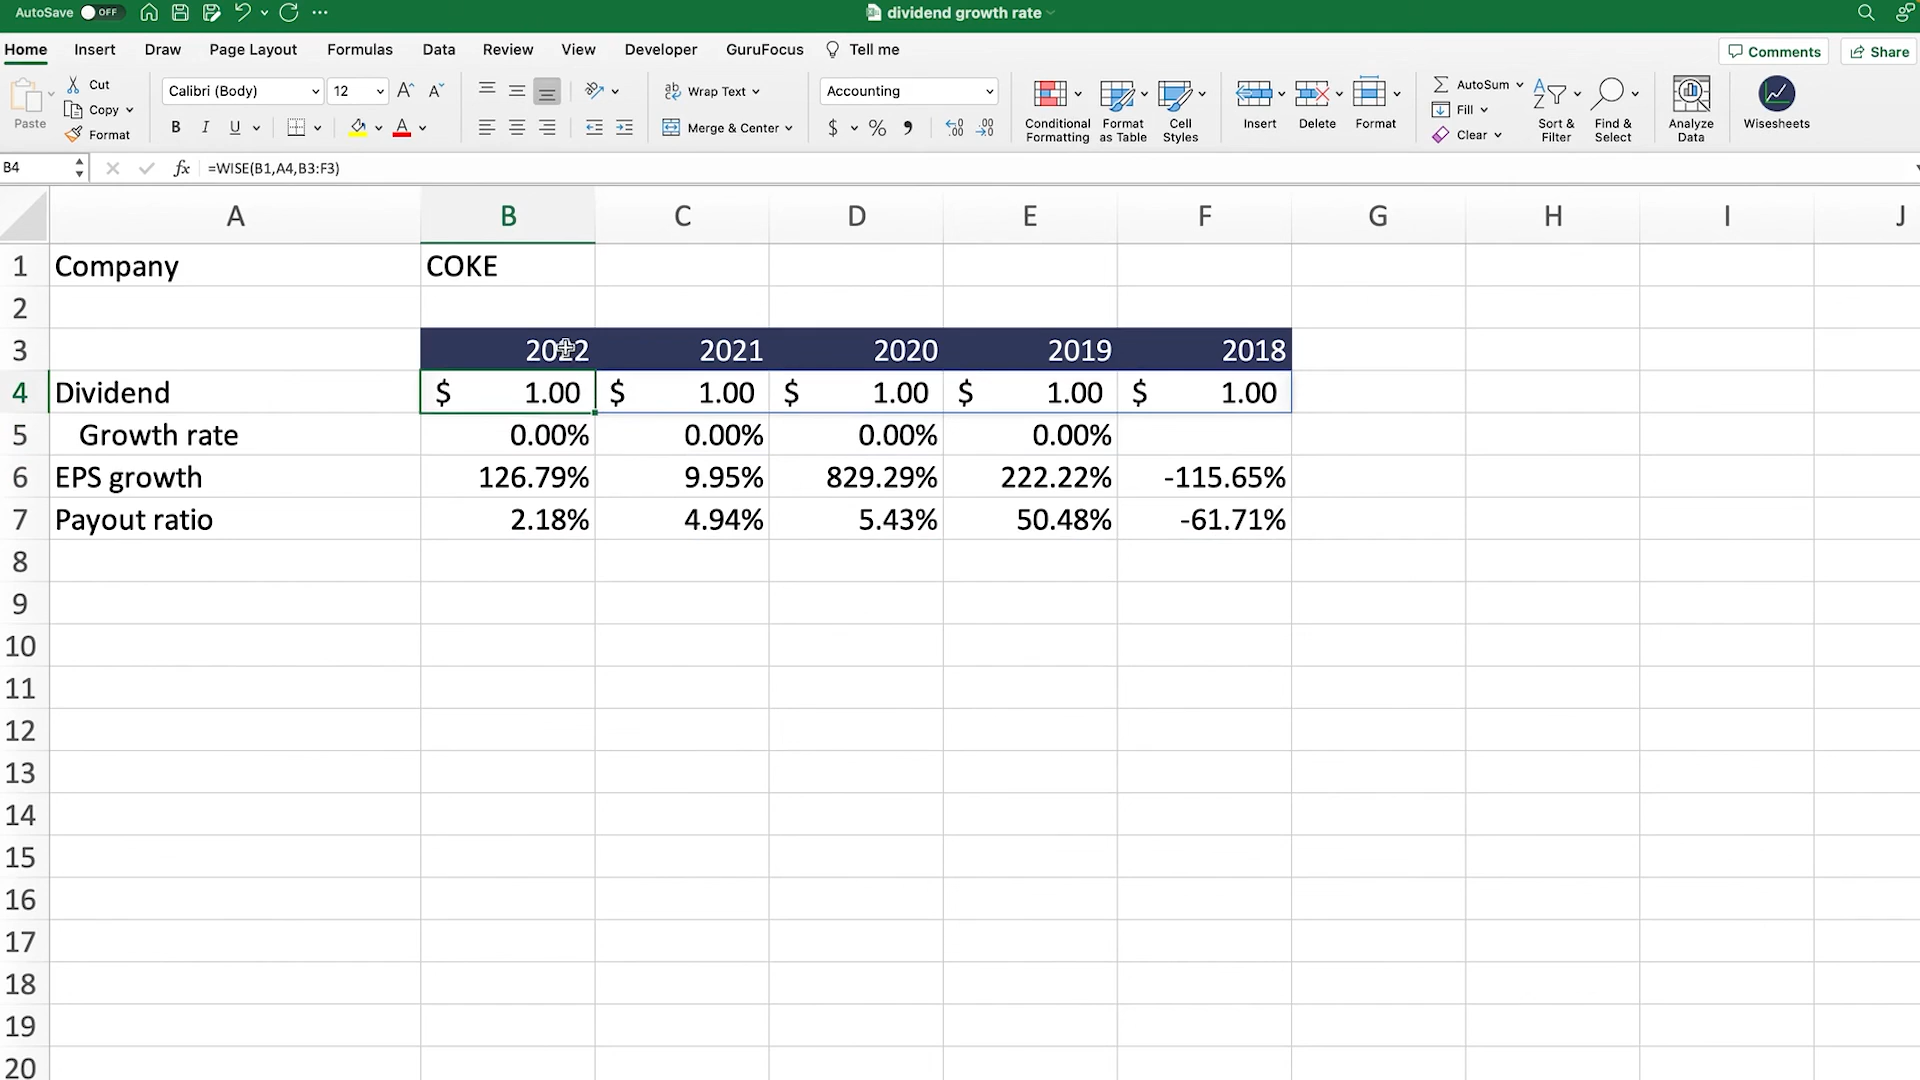 AutoSave OFF dividend growth rate
Home Insert Draw Page Layout Formulas Data Review View Developer GuruFocus Tell me Comments Share
Paste Cut Calibri (Body) 12 Wrap Text Accounting AutoSum
Copy Fill
Format B I U Merge & Center $ % Conditional Formatting Format as Table Cell Styles Insert Delete Format Clear Sort & Filter Find & Select Analyze Data Wisesheets
B4 fx =WISE(B1,A4,B3:F3)
A B C D E F G H I J
1 Company COKE
2
3 2022 2021 2020 2019 2018
4 Dividend $ 1.00 $ 1.00 $ 1.00 $ 1.00 $ 1.00
5 Growth rate 0.00% 0.00% 0.00% 0.00%
6 EPS growth 126.79% 9.95% 829.29% 222.22% -115.65%
7 Payout ratio 2.18% 4.94% 5.43% 50.48% -61.71%
8
9
10
11
12
13
14
15
16
17
18
19
20